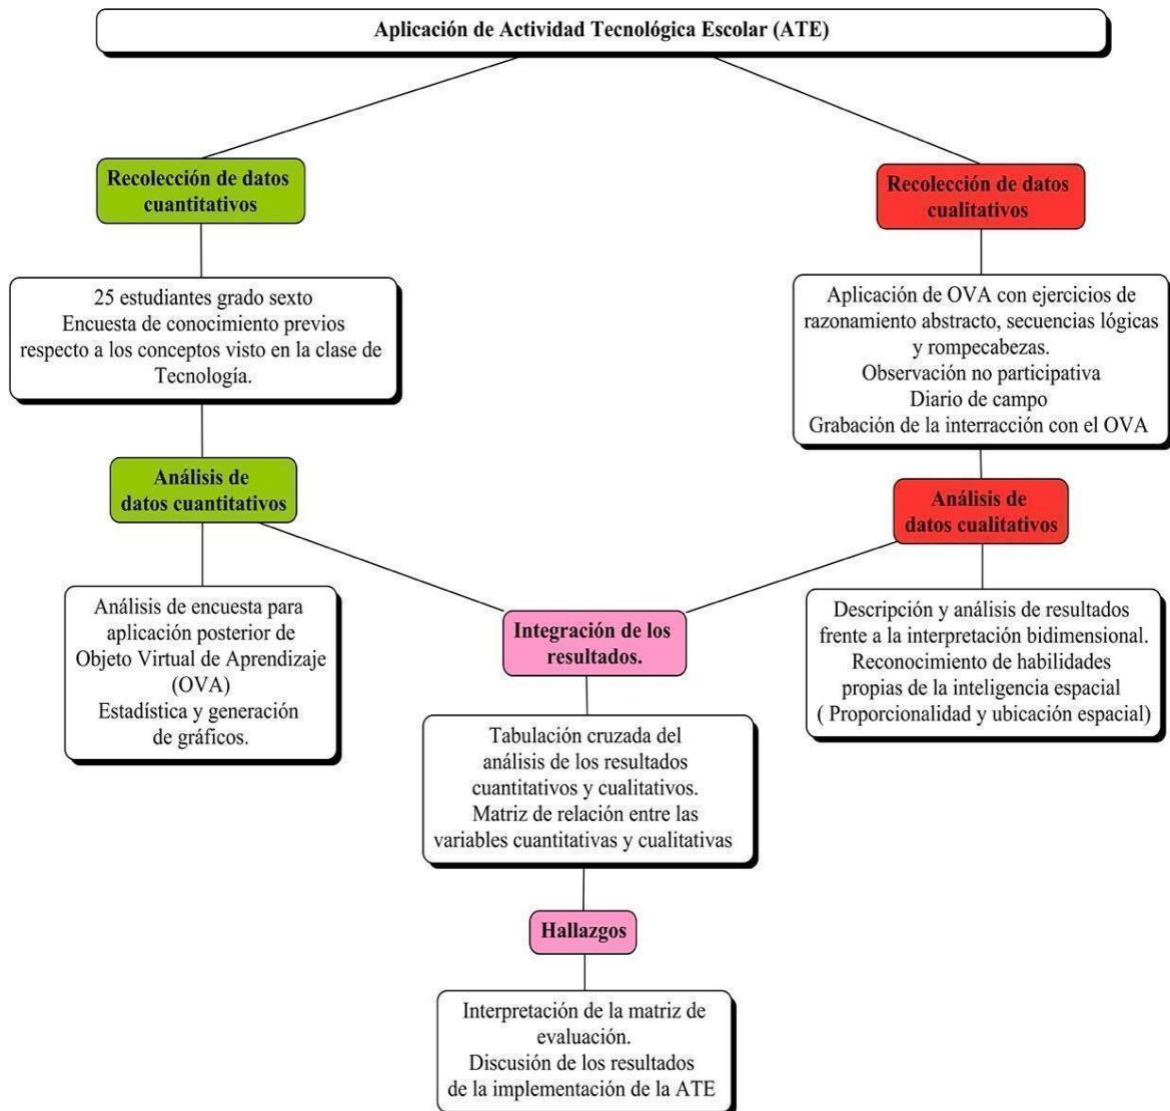 Aplicación de Actividad Tecnológica Escolar (ATE)
Recolección de datos
cuantitativos
Recolección de datos
cualitativos
25 estudiantes grado sexto
Encuesta de conocimiento previos
respecto a los conceptos visto en la clase de
Tecnología.
Aplicación de OVA con ejercicios de
razonamiento abstracto, secuencias lógicas
y rompecabezas.
Observación no participativa
Diario de campo
Grabación de la interracción con el OVA
Análisis de
datos cuantitativos
Análisis de
datos cualitativos
Análisis de encuesta para
aplicación posterior de
Objeto Virtual de Aprendizaje
(OVA)
Estadística y generación
de gráficos.
Descripción y análisis de resultados
frente a la interpretación bidimensional.
Reconocimiento de habilidades
propias de la inteligencia espacial
( Proporcionalidad y ubicación espacial)
Integración de los
resultados.
Tabulación cruzada del
análisis de los resultados
cuantitativos y cualitativos.
Matriz de relación entre las
variables cuantitativas y cualitativas
Hallazgos
Interpretación de la matriz de
evaluación.
Discusión de los resultados
de la implementación de la ATE